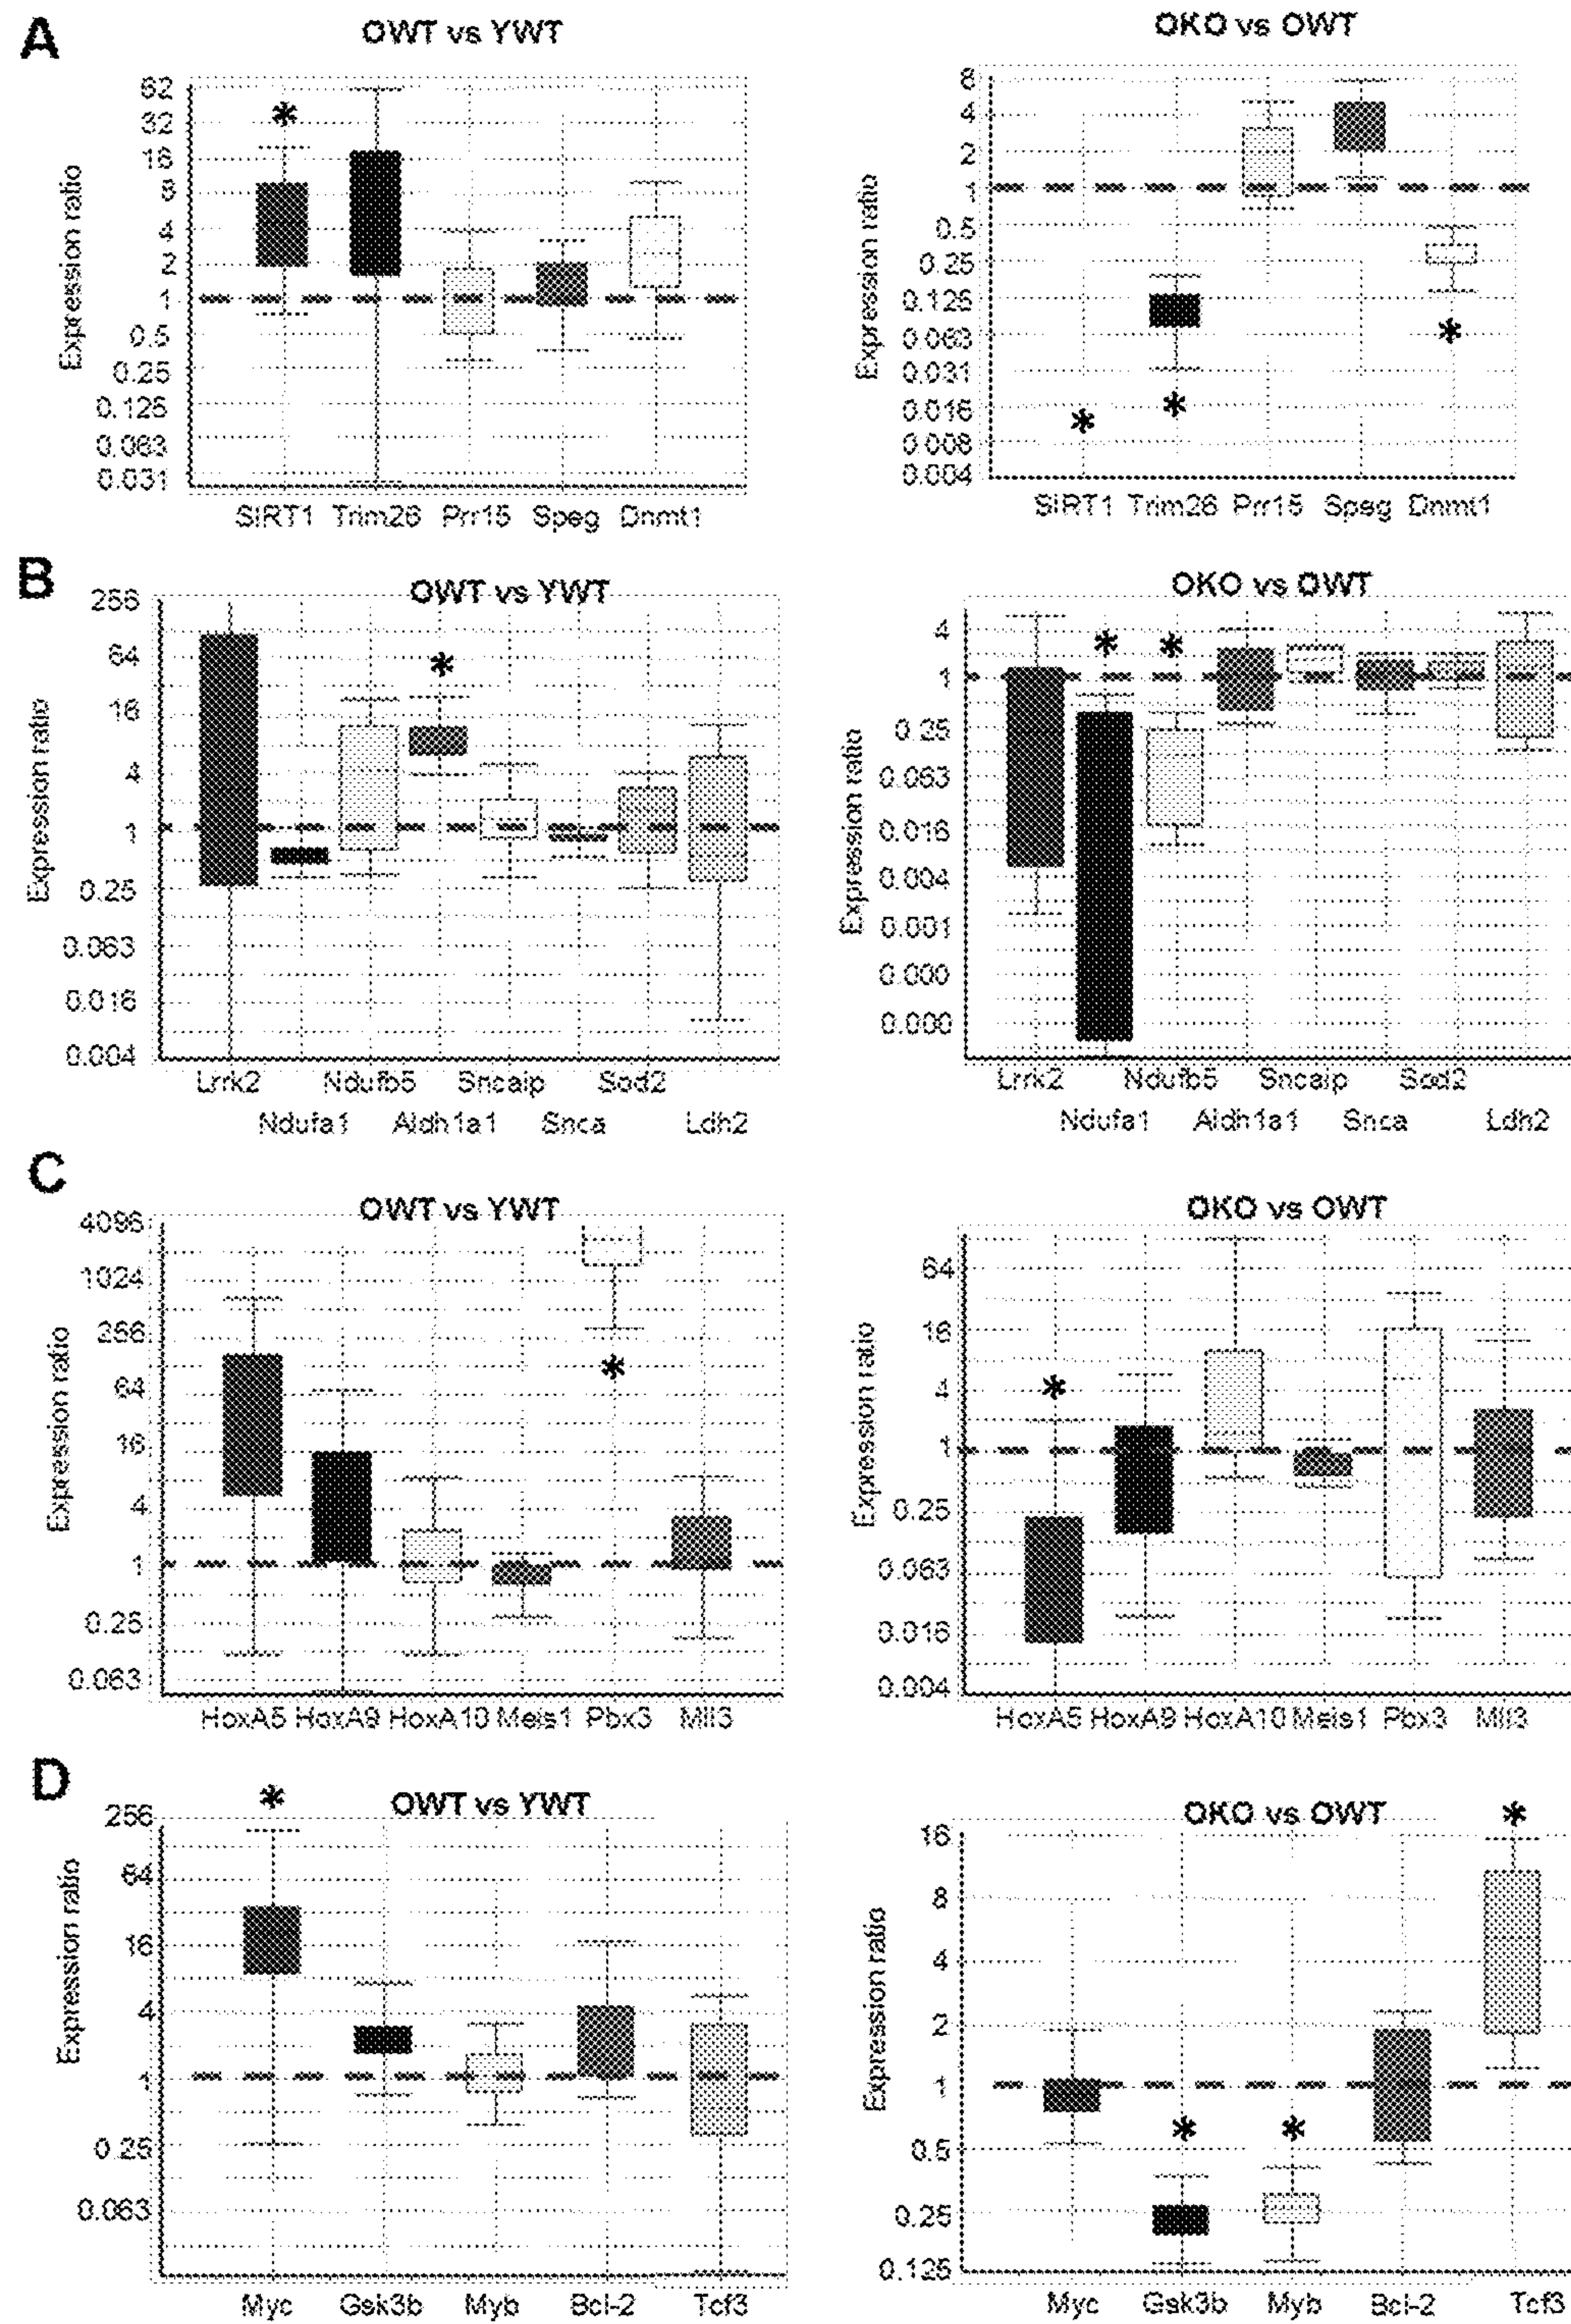 A
OWT vs YWT
Expression ratio
62
32
16
8
4
2
1
0.5
0.25
0.125
0.063
0.031
SIRT1 Trim28 Prr15 Speg Dnmt1
*
OKO vs OWT
Expression ratio
8
4
2
1
0.5
0.25
0.125
0.063
0.031
0.016
0.008
0.004
SIRT1 Trim28 Prr15 Speg Dnmt1
*
*
*
B
OWT vs YWT
Expression ratio
256
64
16
4
1
0.25
0.063
0.016
0.004
Lrrk2 Ndufb5 Sncaip Sod2
Ndufa1 Aldh1a1 Snca Ldh2
*
OKO vs OWT
Expression ratio
4
1
0.25
0.063
0.016
0.004
0.001
0.000
0.000
Lrrk2 Ndufb5 Sncaip Sod2
Ndufa1 Aldh1a1 Snca Ldh2
* *
C
OWT vs YWT
Expression ratio
4096
1024
256
64
16
4
1
0.25
0.063
HoxA5 HoxA9 HoxA10 Meis1 Pbx3 Mll3
*
OKO vs OWT
Expression ratio
64
16
4
1
0.25
0.063
0.016
0.004
HoxA5 HoxA9 HoxA10 Meis1 Pbx3 Mll3
*
D
OWT vs YWT
Expression ratio
256
64
16
4
1
0.25
0.063
Myc Gsk3b Myb Bcl-2 Tcf3
*
OKO vs OWT
Expression ratio
16
8
4
2
1
0.5
0.25
0.125
Myc Gsk3b Myb Bcl-2 Tcf3
* * *